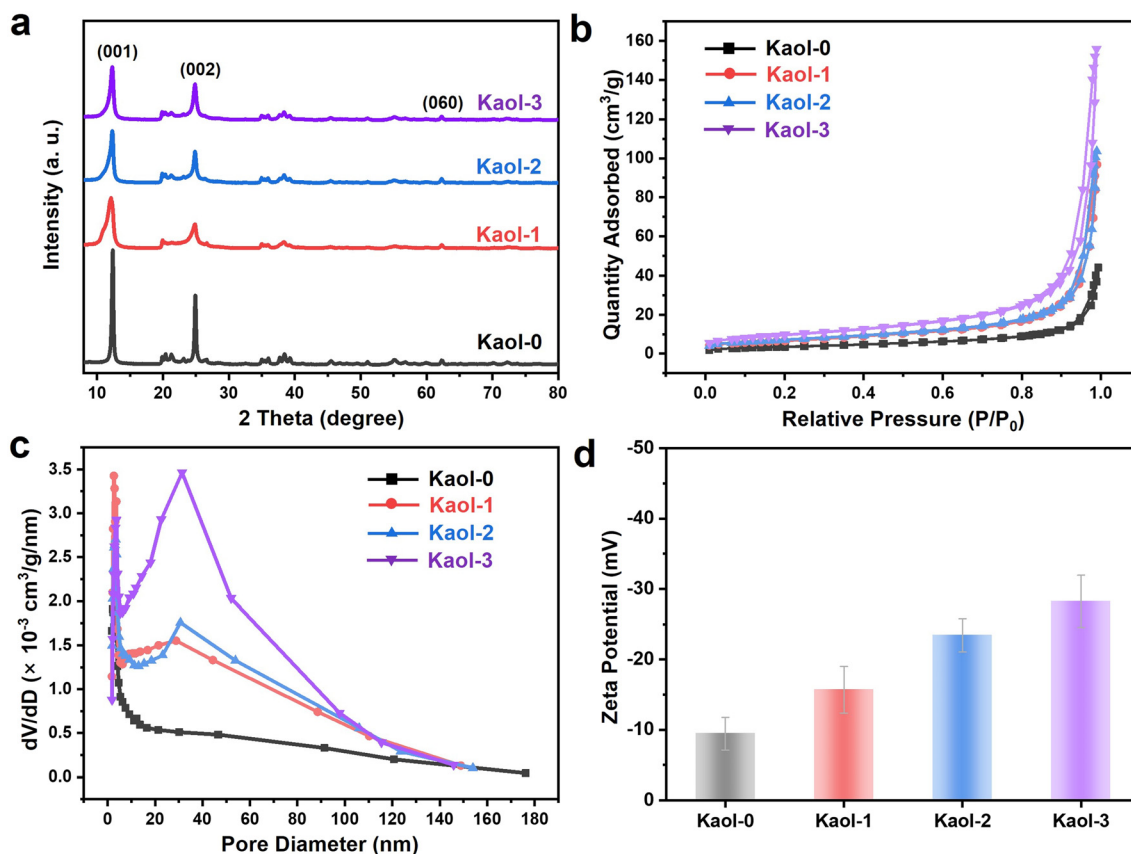 a
(001)
(002)
(060)
Kaol-3
Kaol-2
Kaol-1
Kaol-0
Intensity (a. u.)
10 20 30 40 50 60 70 80
2 Theta (degree)
b
Kaol-0
Kaol-1
Kaol-2
Kaol-3
160
140
120
100
80
60
40
20
0
Quantity Adsorbed (cm³/g)
0.0 0.2 0.4 0.6 0.8 1.0
Relative Pressure (P/P₀)
c
Kaol-0
Kaol-1
Kaol-2
Kaol-3
3.5
3.0
2.5
2.0
1.5
1.0
0.5
0.0
dV/dD (× 10⁻³ cm³/g/nm)
0 20 40 60 80 100 120 140 160 180
Pore Diameter (nm)
d
-50
-40
-30
-20
-10
0
Zeta Potential (mV)
Kaol-0 Kaol-1 Kaol-2 Kaol-3